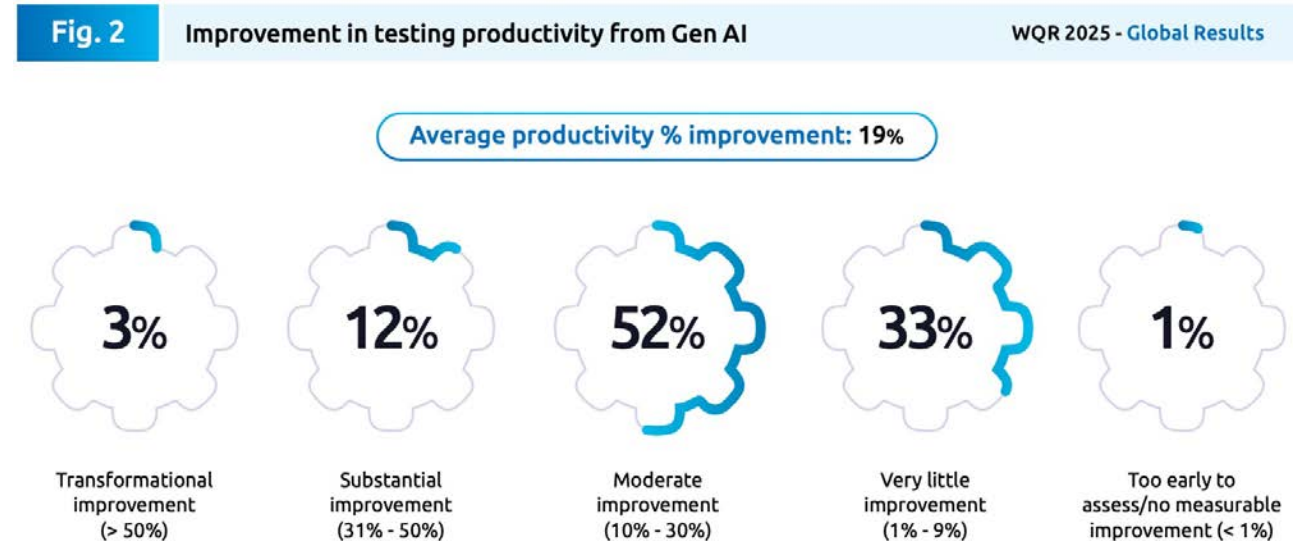 Fig. 2
Improvement in testing productivity from Gen AI
WQR 2025 - Global Results
Average productivity % improvement: 19%
3%
12%
52%
33%
1%
Transformational
improvement
(> 50%)
Substantial
improvement
(31% - 50%)
Moderate
improvement
(10% - 30%)
Very little
improvement
(1% - 9%)
Too early to
assess/no measurable
improvement (< 1%)